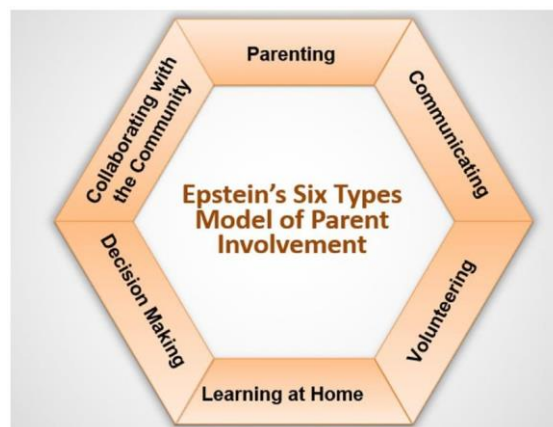 Parenting
Communicating
Volunteering
Learning at Home
Decision Making
Collaborating with
the Community
Epstein’s Six Types
Model of Parent
Involvement